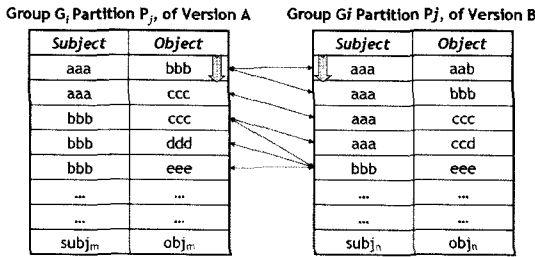 Group Gᵢ Partition Pⱼ, of Version A
Group Gi Partition Pj, of Version B
Subject Object
aaa bbb
aaa ccc
bbb ccc
bbb ddd
bbb eee
... ...
... ...
subjₘ objₘ
Subject Object
aaa aab
aaa bbb
aaa ccc
aaa ccd
bbb eee
... ...
... ...
subjₙ objₙ